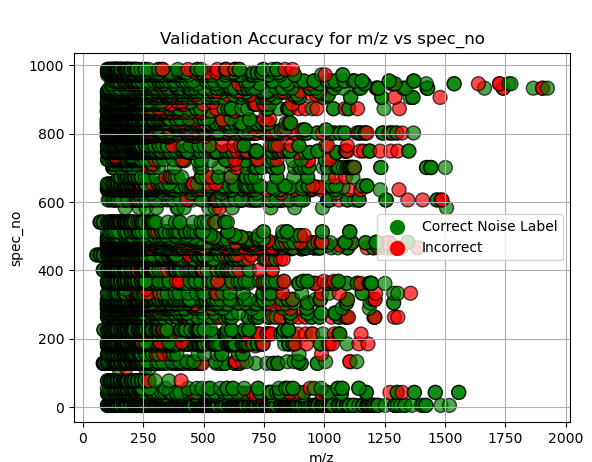 Validation Accuracy for m/z vs spec_no
1000
800
600
400
200
0
spec_no
Correct Noise Label
Incorrect
0 250 500 750 1000 1250 1500 1750 2000
m/z